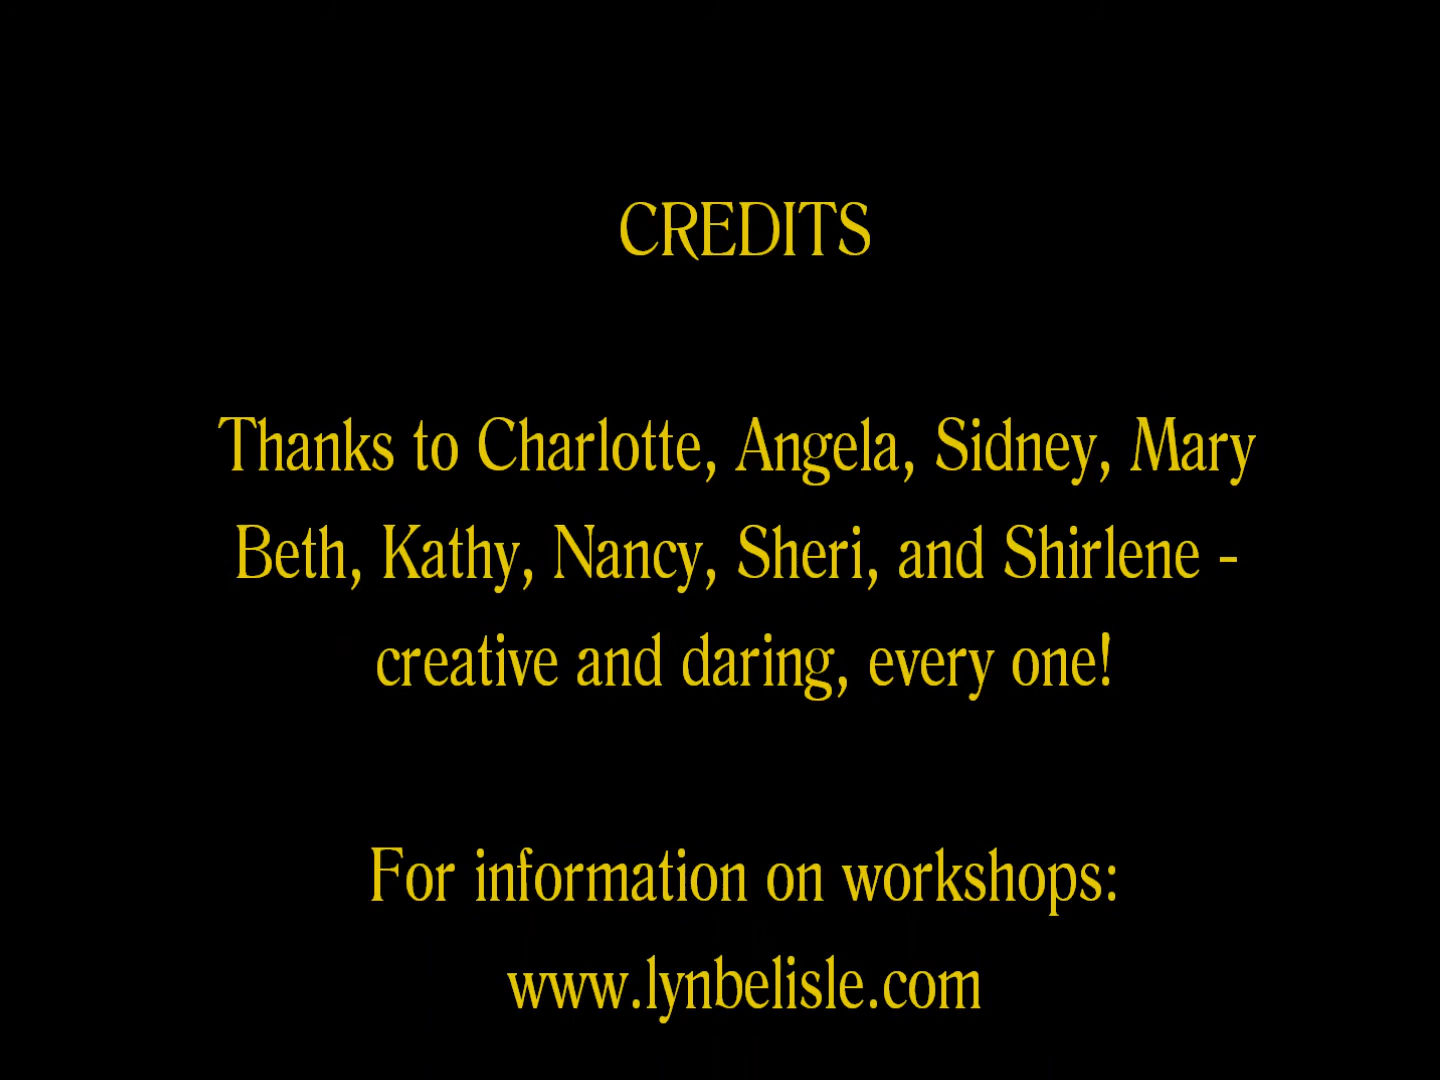 CREDITS
Thanks to Charlotte, Angela, Sidney, Mary
Beth, Kathy, Nancy, Sheri, and Shirlene -
creative and daring, every one!
For information on workshops:
www.lynbelisle.com